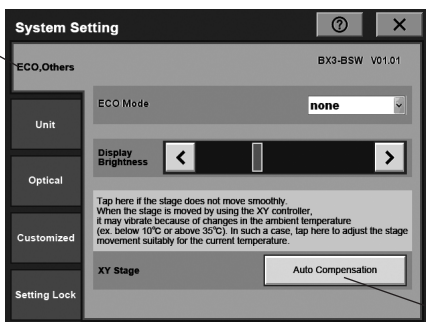 System Setting
ECO,Others
BX3-BSW V01.01
ECO Mode
none
Unit
Display
Brightness
Optical
Tap here if the stage does not move smoothly.
When the stage is moved by using the XY controller,
it may vibrate because of changes in the ambient temperature
(ex. below 10°C or above 35°C). In such a case, tap here to adjust the stage
movement suitably for the current temperature.
Customized
XY Stage
Auto Compensation
Setting Lock